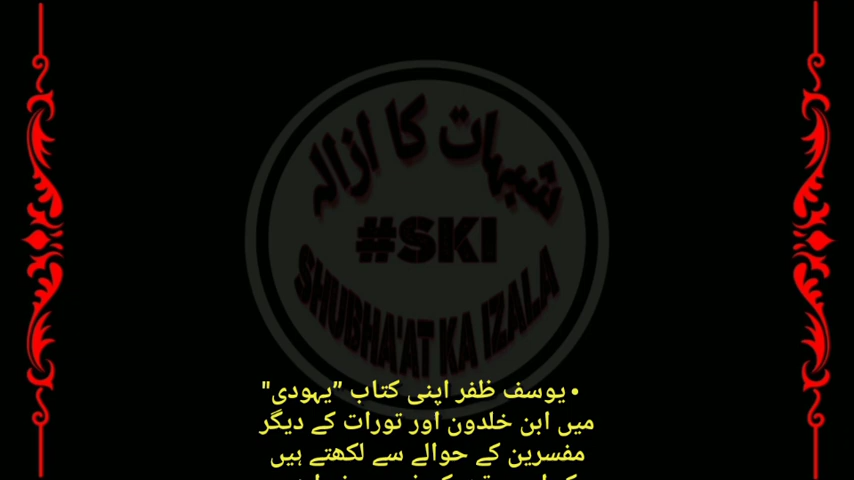 شبہات کا ازالہ
#SKI
SHUBHA'AT KA IZALA
• یوسف ظفر اپنی کتاب ”یہودی"
میں ابن خلدون اور تورات کے دیگر
مفسرین کے حوالے سے لکھتے ہیں